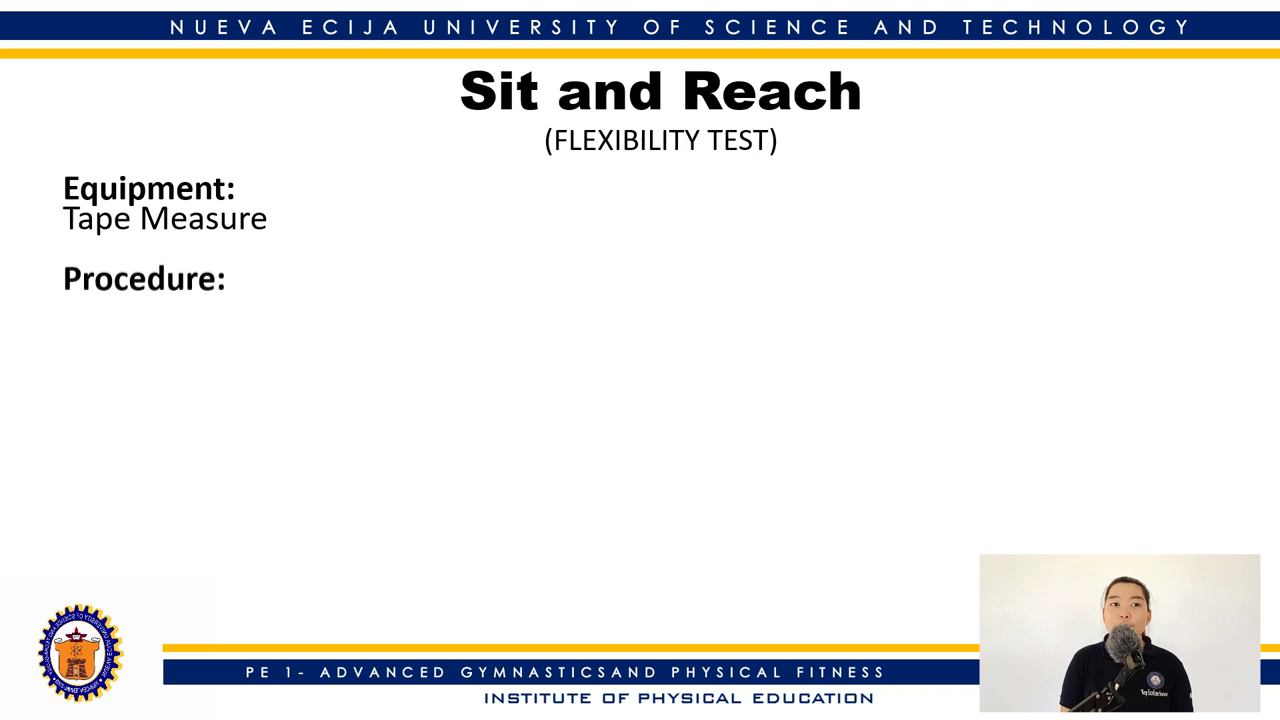 NUEVA ECIJA UNIVERSITY OF SCIENCE AND TECHNOLOGY
Sit and Reach
(FLEXIBILITY TEST)
Equipment:
Tape Measure
Procedure:
PE 1- ADVANCED GYMNASTICSAND PHYSICAL FITNESS
INSTITUTE OF PHYSICAL EDUCATION